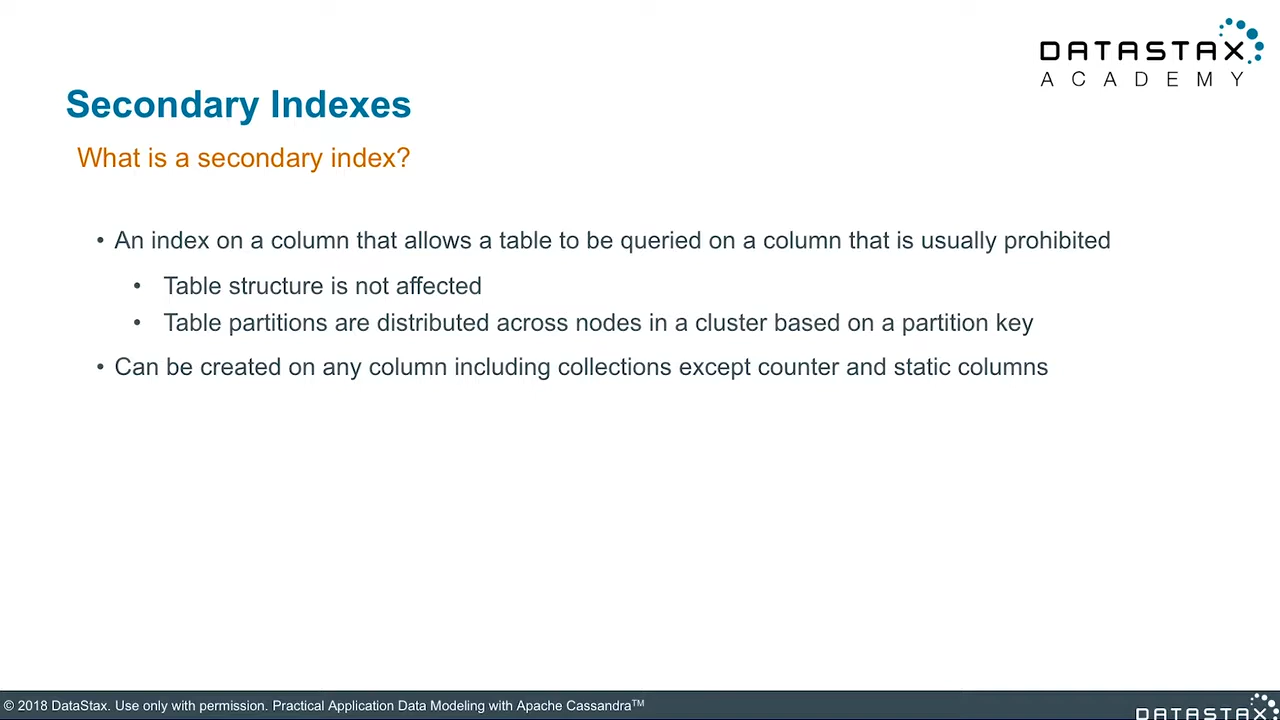 DATASTAX
ACADEMY
Secondary Indexes
What is a secondary index?
• An index on a column that allows a table to be queried on a column that is usually prohibited
• Table structure is not affected
• Table partitions are distributed across nodes in a cluster based on a partition key
• Can be created on any column including collections except counter and static columns
© 2018 DataStax. Use only with permission. Practical Application Data Modeling with Apache Cassandra™
DATASTAX